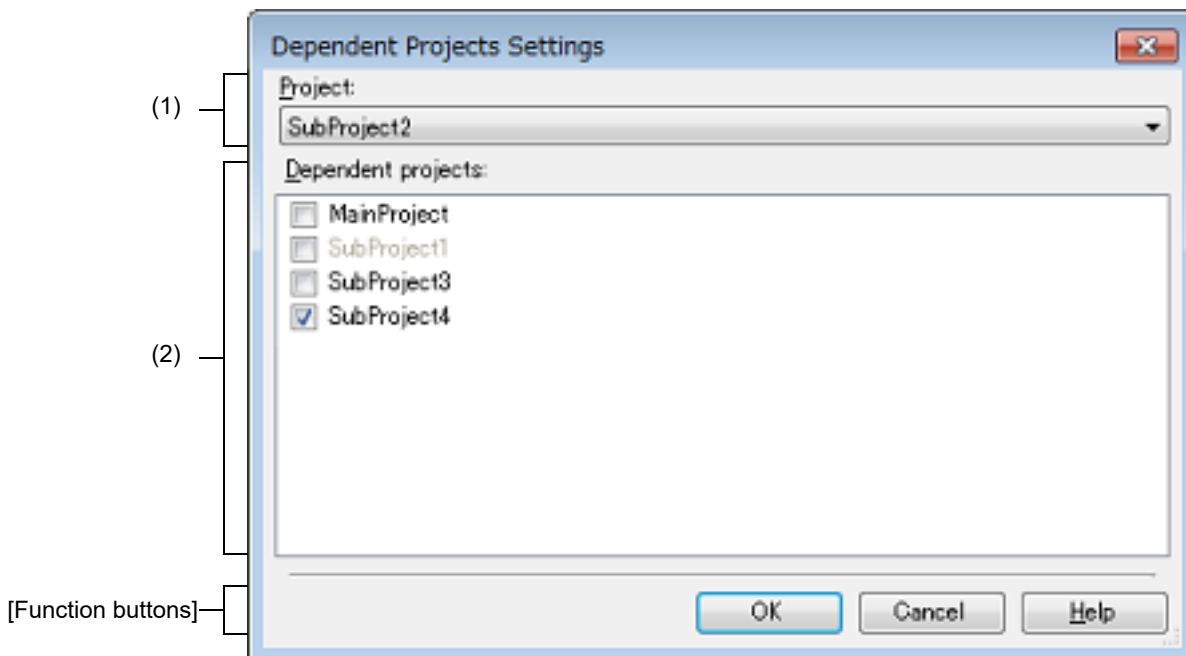 Dependent Projects Settings
(1)
Project:
SubProject2
Dependent projects:
MainProject
SubProject1
SubProject3
SubProject4
(2)
[Function buttons]
OK Cancel Help